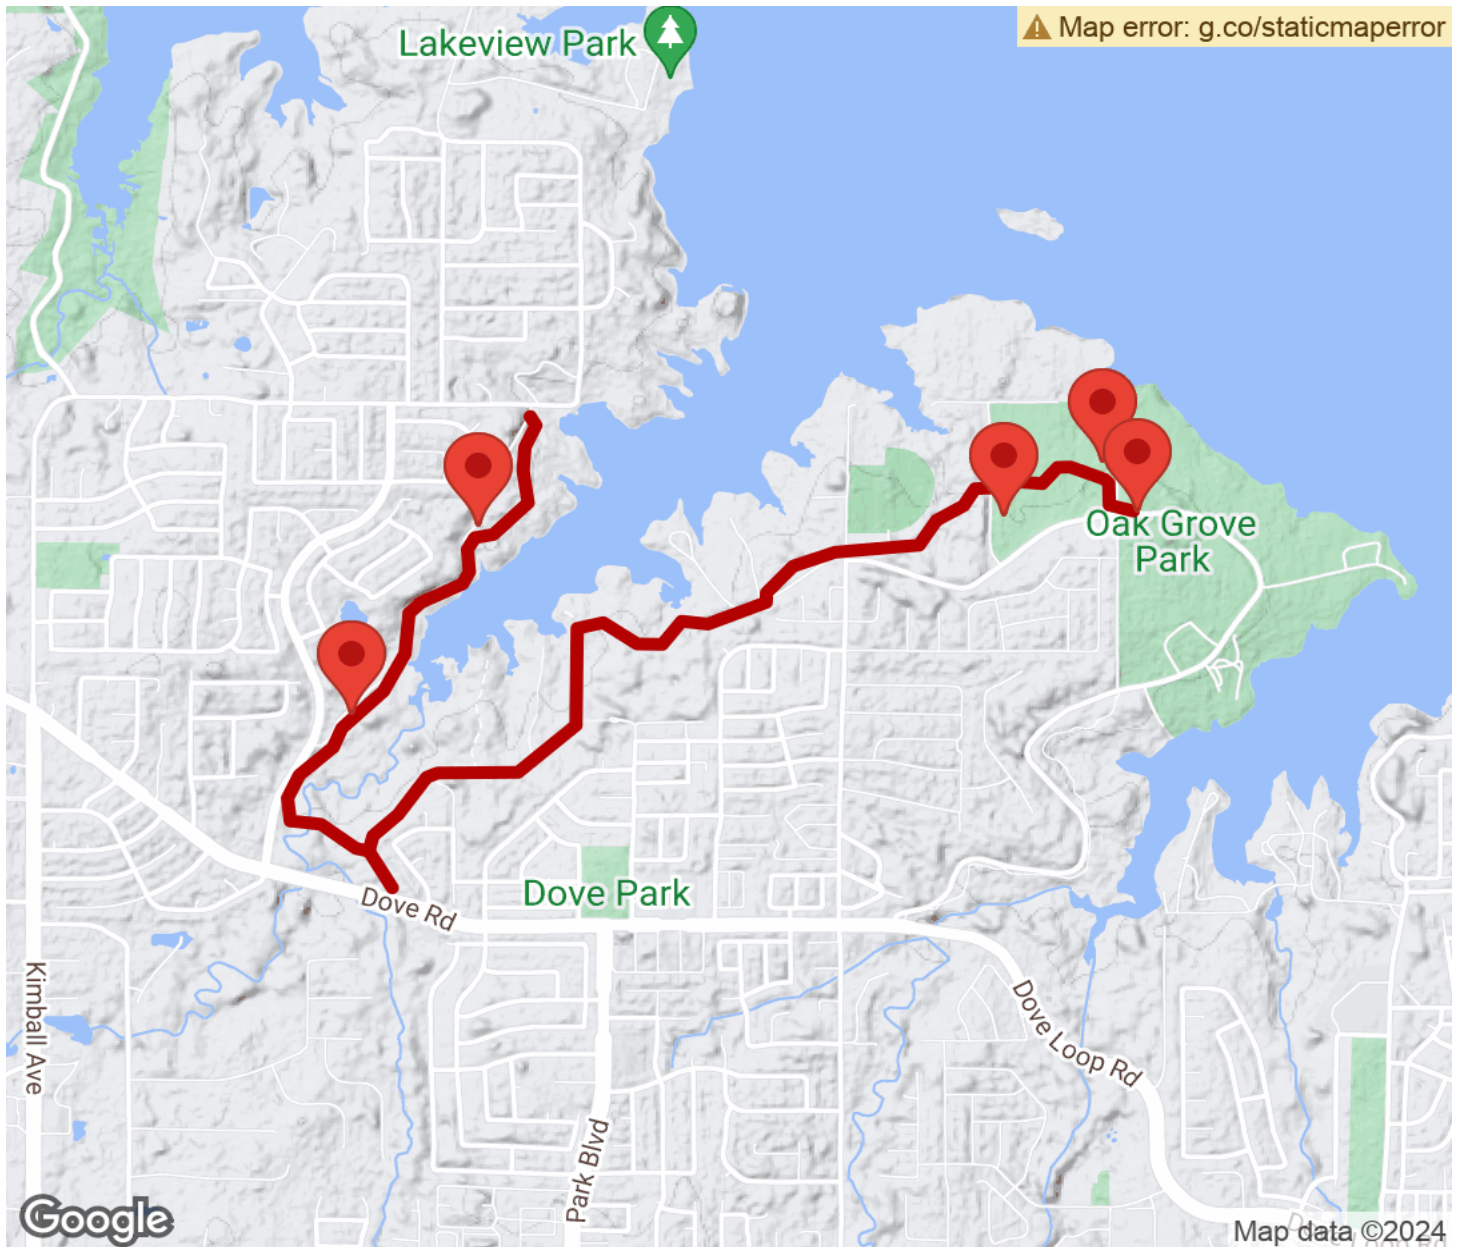 Map error: g.co/staticmaperror
Lakeview Park
Oak Grove
Park
Dove Park
Dove Rd
Kimball Ave
Dove Loop Rd
Park Blvd
Google
Map data ©2024